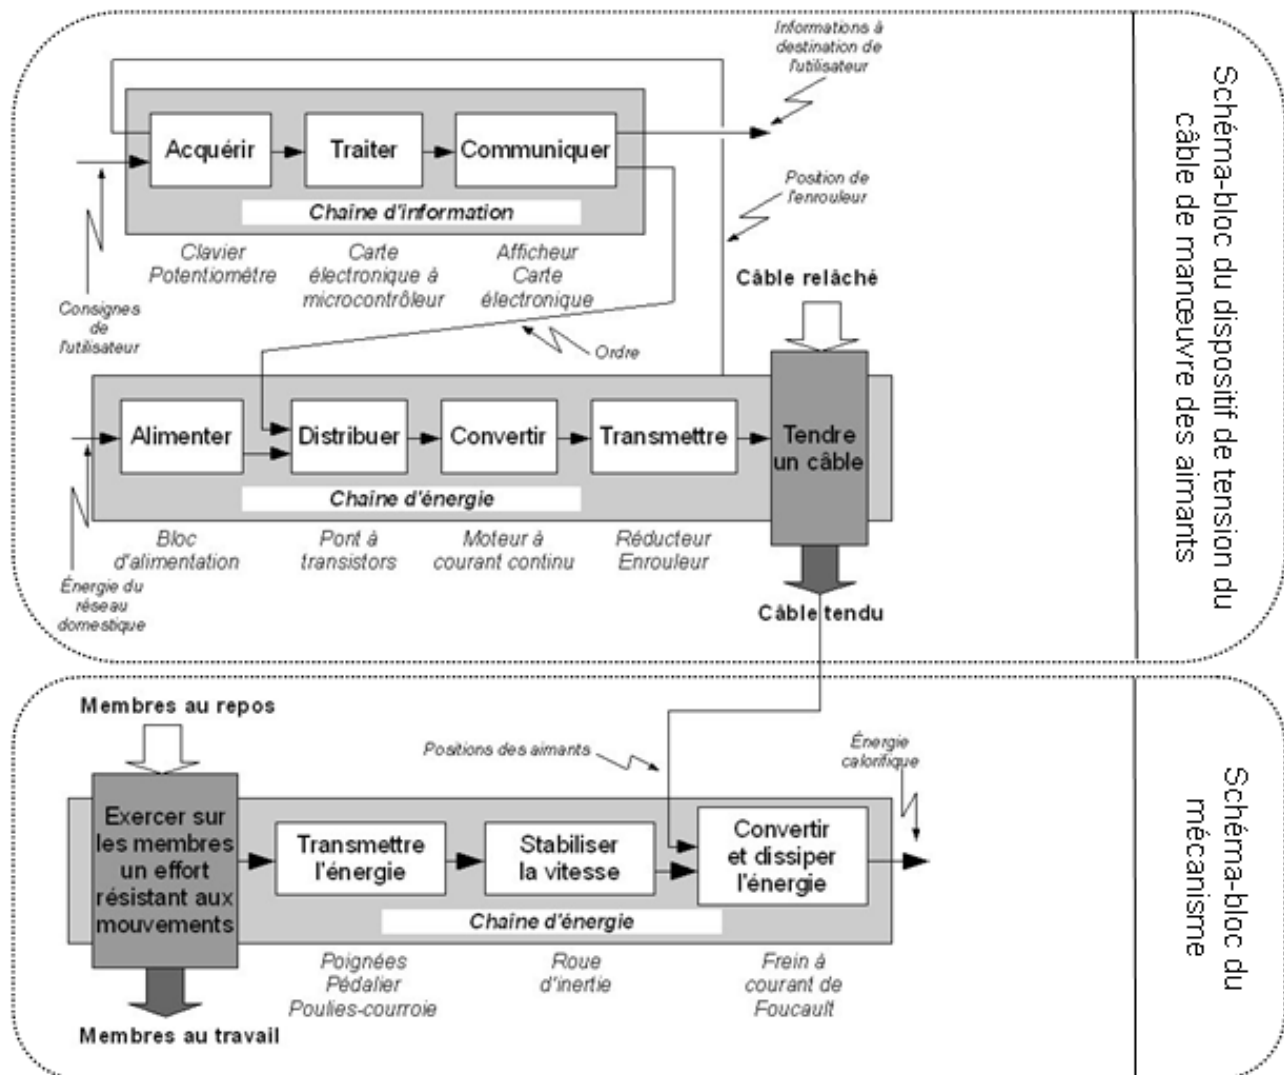 Informations à
destination de
l'utilisateur
Acquérir
Traiter
Communiquer
Chaîne d'information
Position de
l'enrouleur
Clavier
Potentiomètre
Carte
électronique à
microcontrôleur
Afficheur
Carte
électronique
Consignes
de
l'utilisateur
Ordre
Câble relâché
Alimenter
Distribuer
Convertir
Transmettre
Tendre
un câble
Chaîne d'énergie
Bloc
d'alimentation
Pont à
transistors
Moteur à
courant continu
Réducteur
Enrouleur
Énergie du
réseau
domestique
Câble tendu
Schéma-bloc du dispositif de tension du
câble de manœuvre des aimants
Membres au repos
Positions des aimants
Énergie
calorifique
Exercer sur
les membres
un effort
résistant aux
mouvements
Transmettre
l'énergie
Stabiliser
la vitesse
Convertir
et dissiper
l'énergie
Chaîne d'énergie
Poignées
Pédalier
Poulies-courroie
Roue
d'inertie
Frein à
courant de
Foucault
Membres au travail
Schéma-bloc du
mécanisme